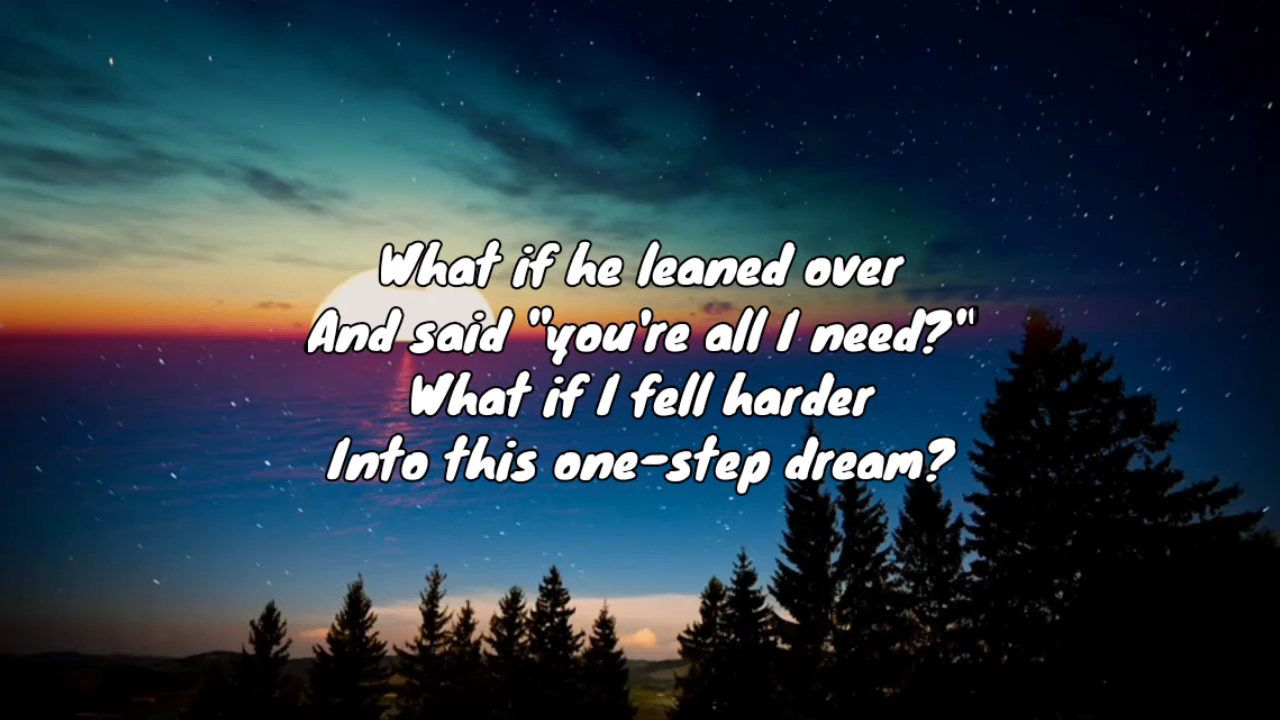 What if he leaned over
And said "you're all I need?"
What if I fell harder
Into this one-step dream?